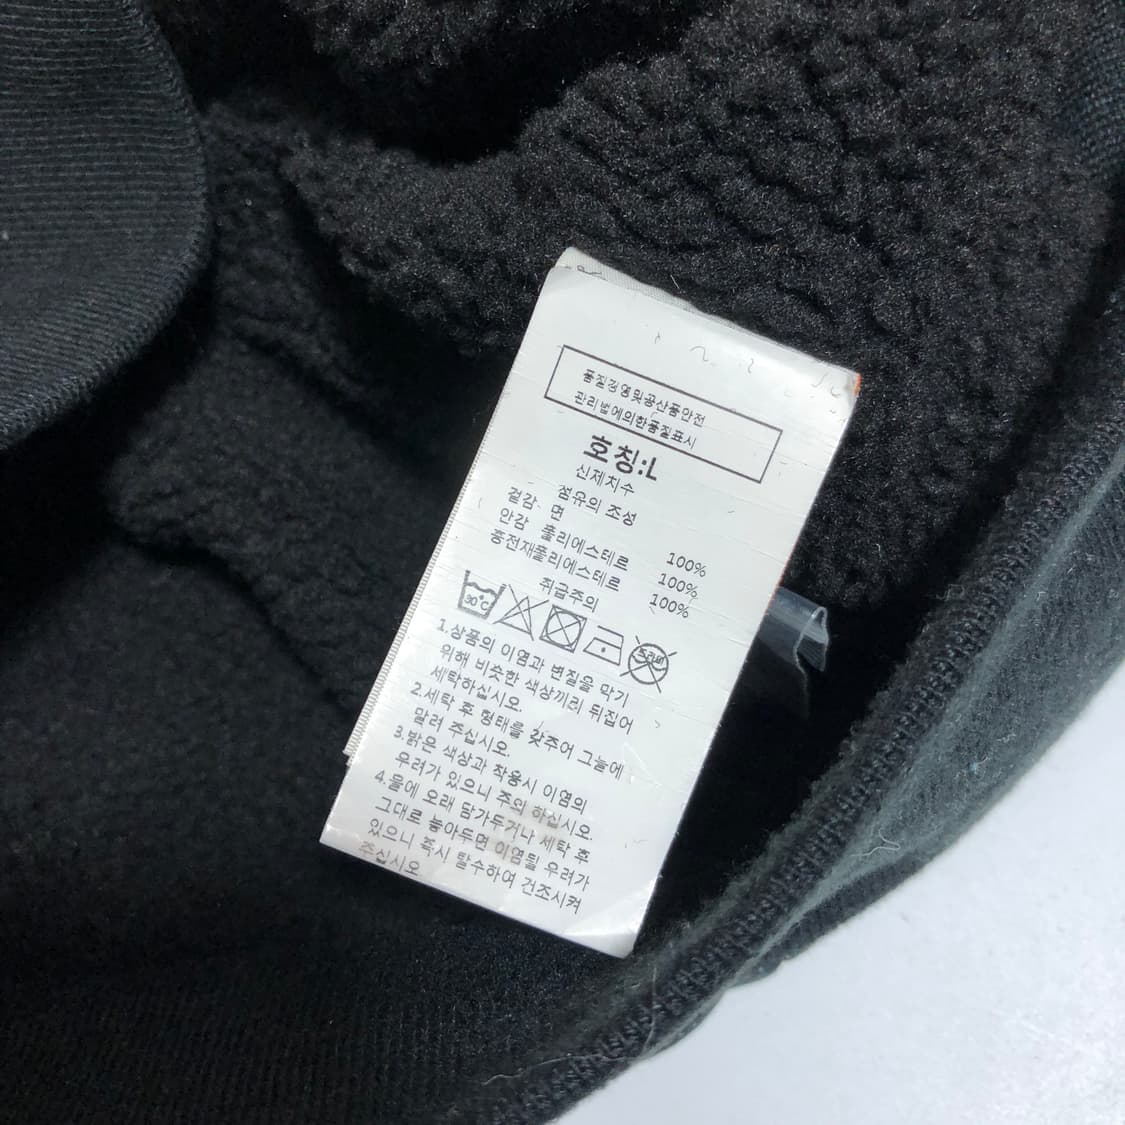 품질경영및공산품안전
관리법에의한품질표시
호칭:L
신제치수
섬유의 조성
겉감 면 100%
안감 폴리에스테르 100%
충전재폴리에스테르 100%
취급주의
30°C
드라이
1.상품의 이염과 변질을 막기
위해 비슷한 색상끼리 뒤집어
세탁하십시오.
2.세탁 후 형태를 갖추어 그늘에
말려 주십시오.
3.밝은 색상과 착용시 이염의
우려가 있으니 주의 하십시오.
4.물에 오래 담가두거나 세탁 후
그대로 놓아두면 이염될 우려가
있으니 즉시 탈수하여 건조시켜
주십시오